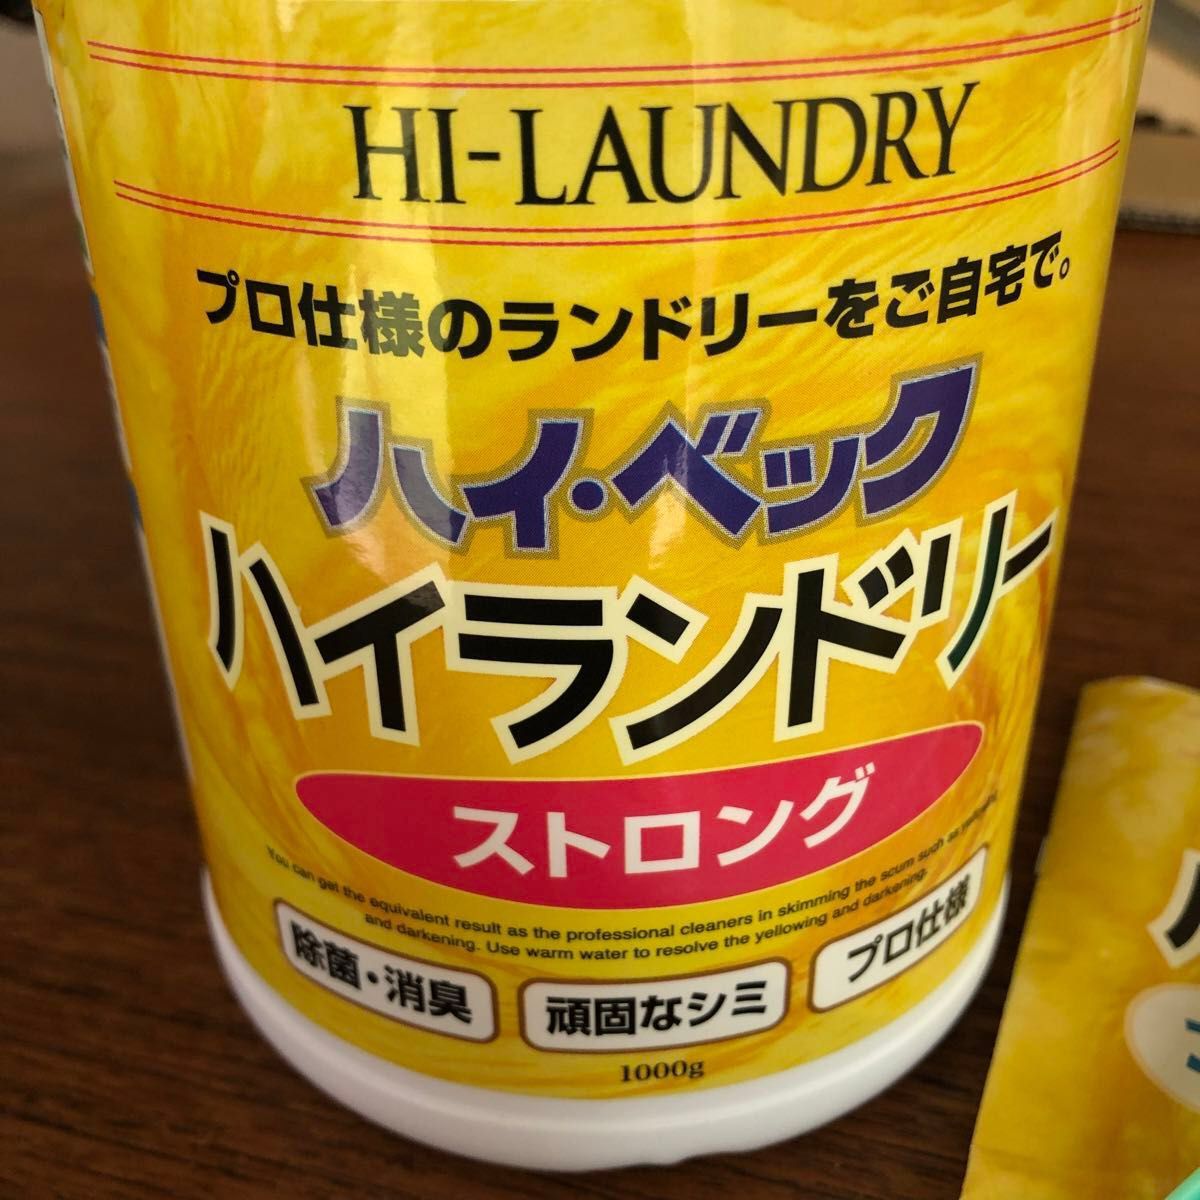 HI-LAUNDRY
プロ仕様のランドリーをご自宅で。
ハイ・ベック
ハイランドリー
ストロング
You can get the equivalent result as the professional cleaners in skimming the scum such as yellowing
and darkening. Use warm water to resolve the yellowing and darkening.
除菌・消臭
頑固なシミ
プロ仕様
1000g